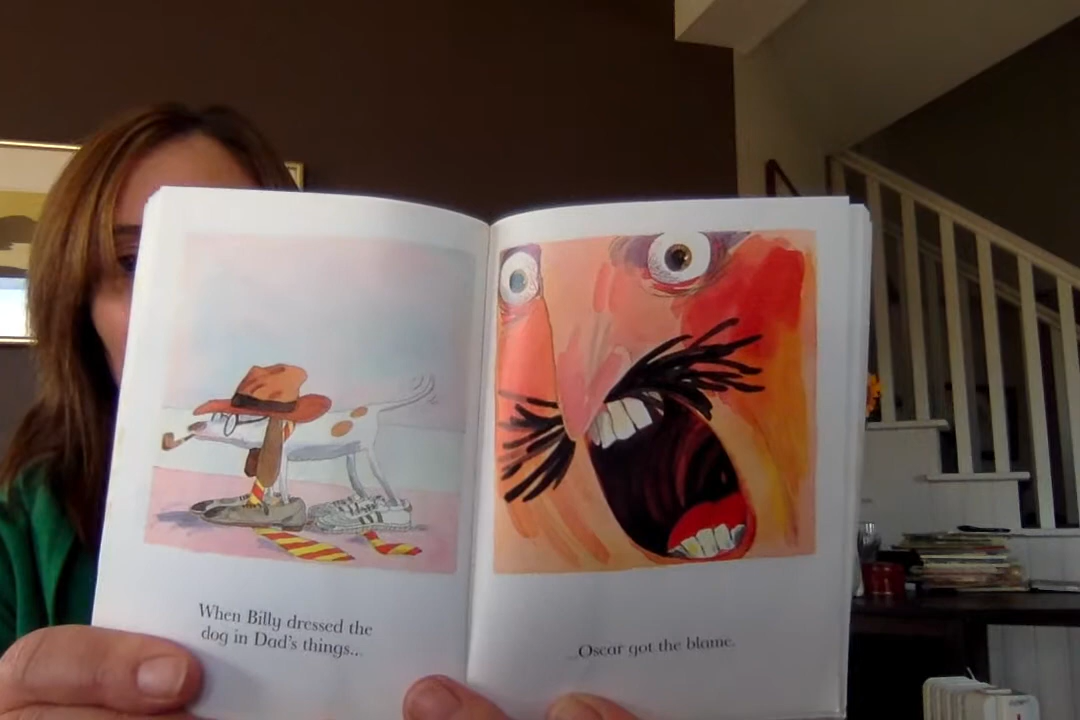 When Billy dressed the
dog in Dad's things...
Oscar got the blame.